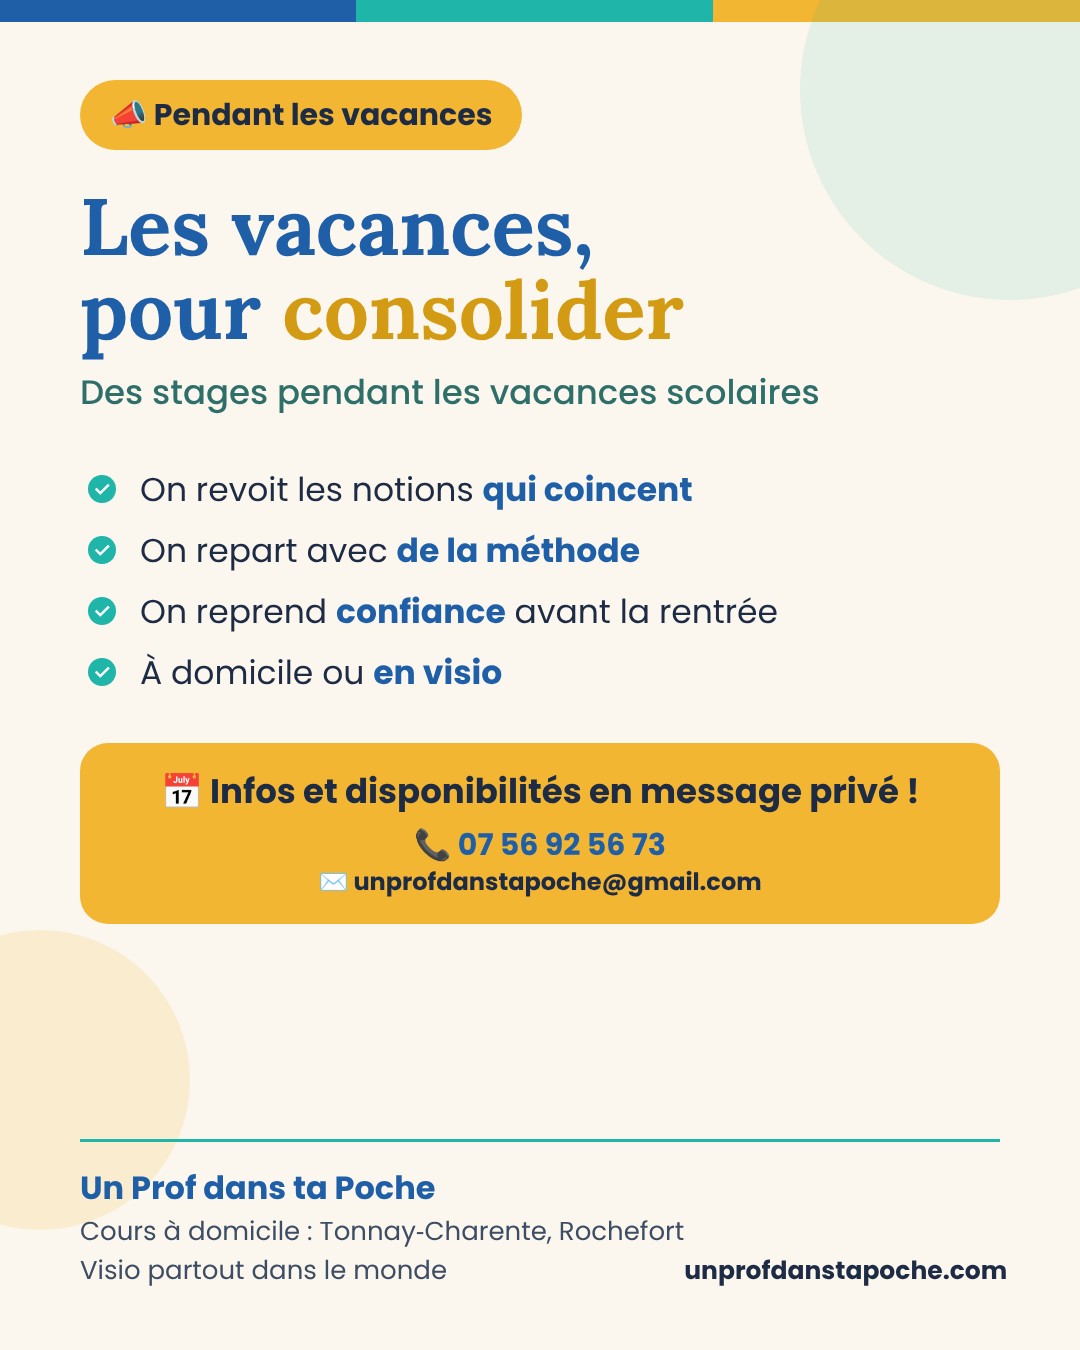 📣 Pendant les vacances
Les vacances,
pour consolider
Des stages pendant les vacances scolaires
On revoit les notions qui coincent
On repart avec de la méthode
On reprend confiance avant la rentrée
À domicile ou en visio
📅 Infos et disponibilités en message privé !
📞 07 56 92 56 73
✉️ unprofdanstapoche@gmail.com
Un Prof dans ta Poche
Cours à domicile : Tonnay-Charente, Rochefort
Visio partout dans le monde
unprofdanstapoche.com